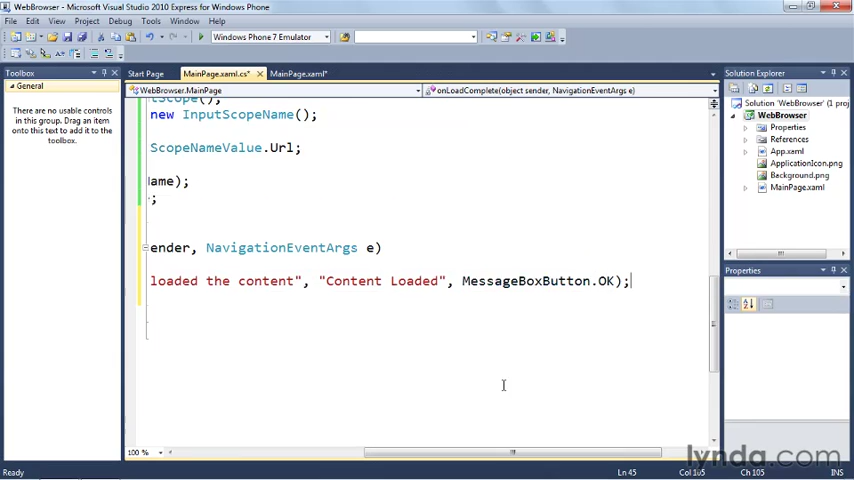 WebBrowser - Microsoft Visual Studio 2010 Express for Windows Phone
File Edit View Project Debug Tools Window Help
Windows Phone 7 Emulator
Toolbox
General
There are no usable controls
in this group. Drag an item
onto this text to add it to the
toolbox.
Start Page MainPage.xaml.cs* MainPage.xaml*
WebBrowser.MainPage
onLoadComplete(object sender, NavigationEventArgs e)
tScope();
new InputScopeName();
ScopeNameValue.Url;
ame);
;
ender, NavigationEventArgs e)
loaded the content", "Content Loaded", MessageBoxButton.OK);
100 %
Solution Explorer
Solution 'WebBrowser' (1 proje
WebBrowser
Properties
References
App.xaml
ApplicationIcon.png
Background.png
MainPage.xaml
Properties
lynda.com
Ready
Ln 45 Col 105 Ch 105 INS